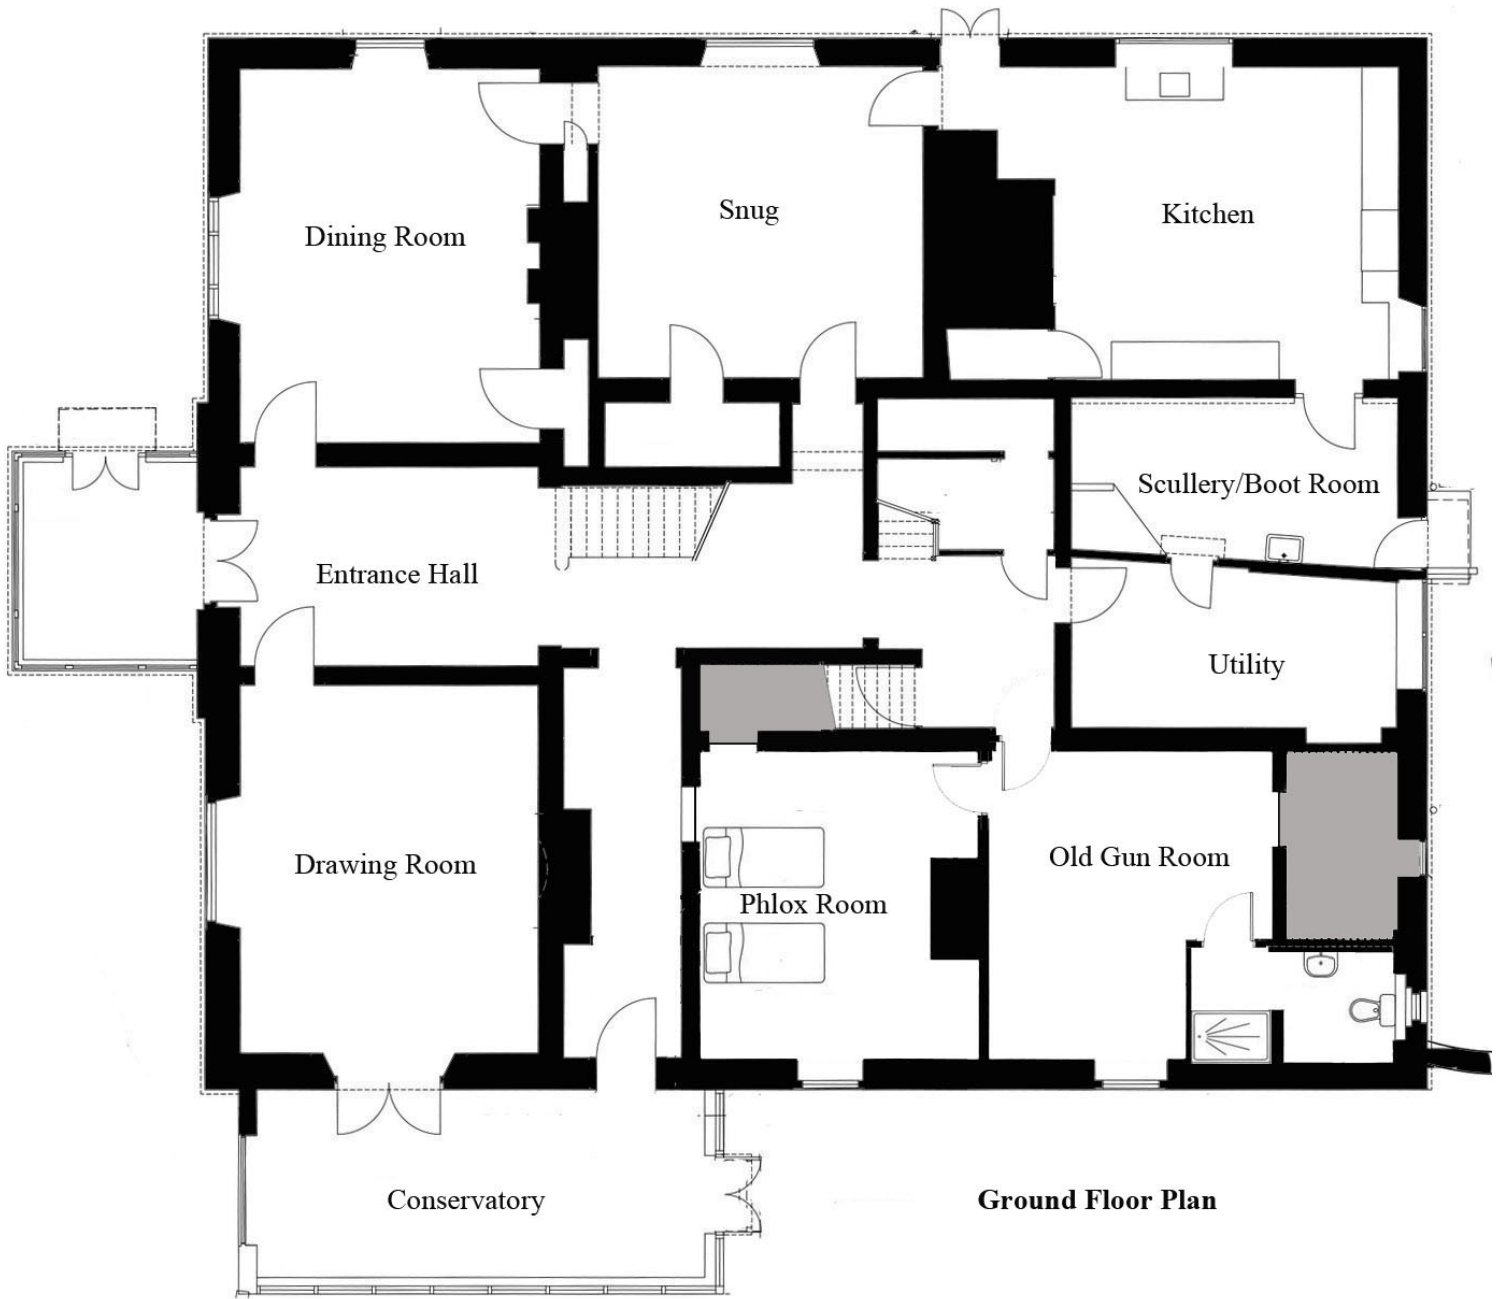 Snug
Kitchen
Dining Room
Scullery/Boot Room
Entrance Hall
Utility
Drawing Room
Old Gun Room
Phlox Room
Conservatory
Ground Floor Plan